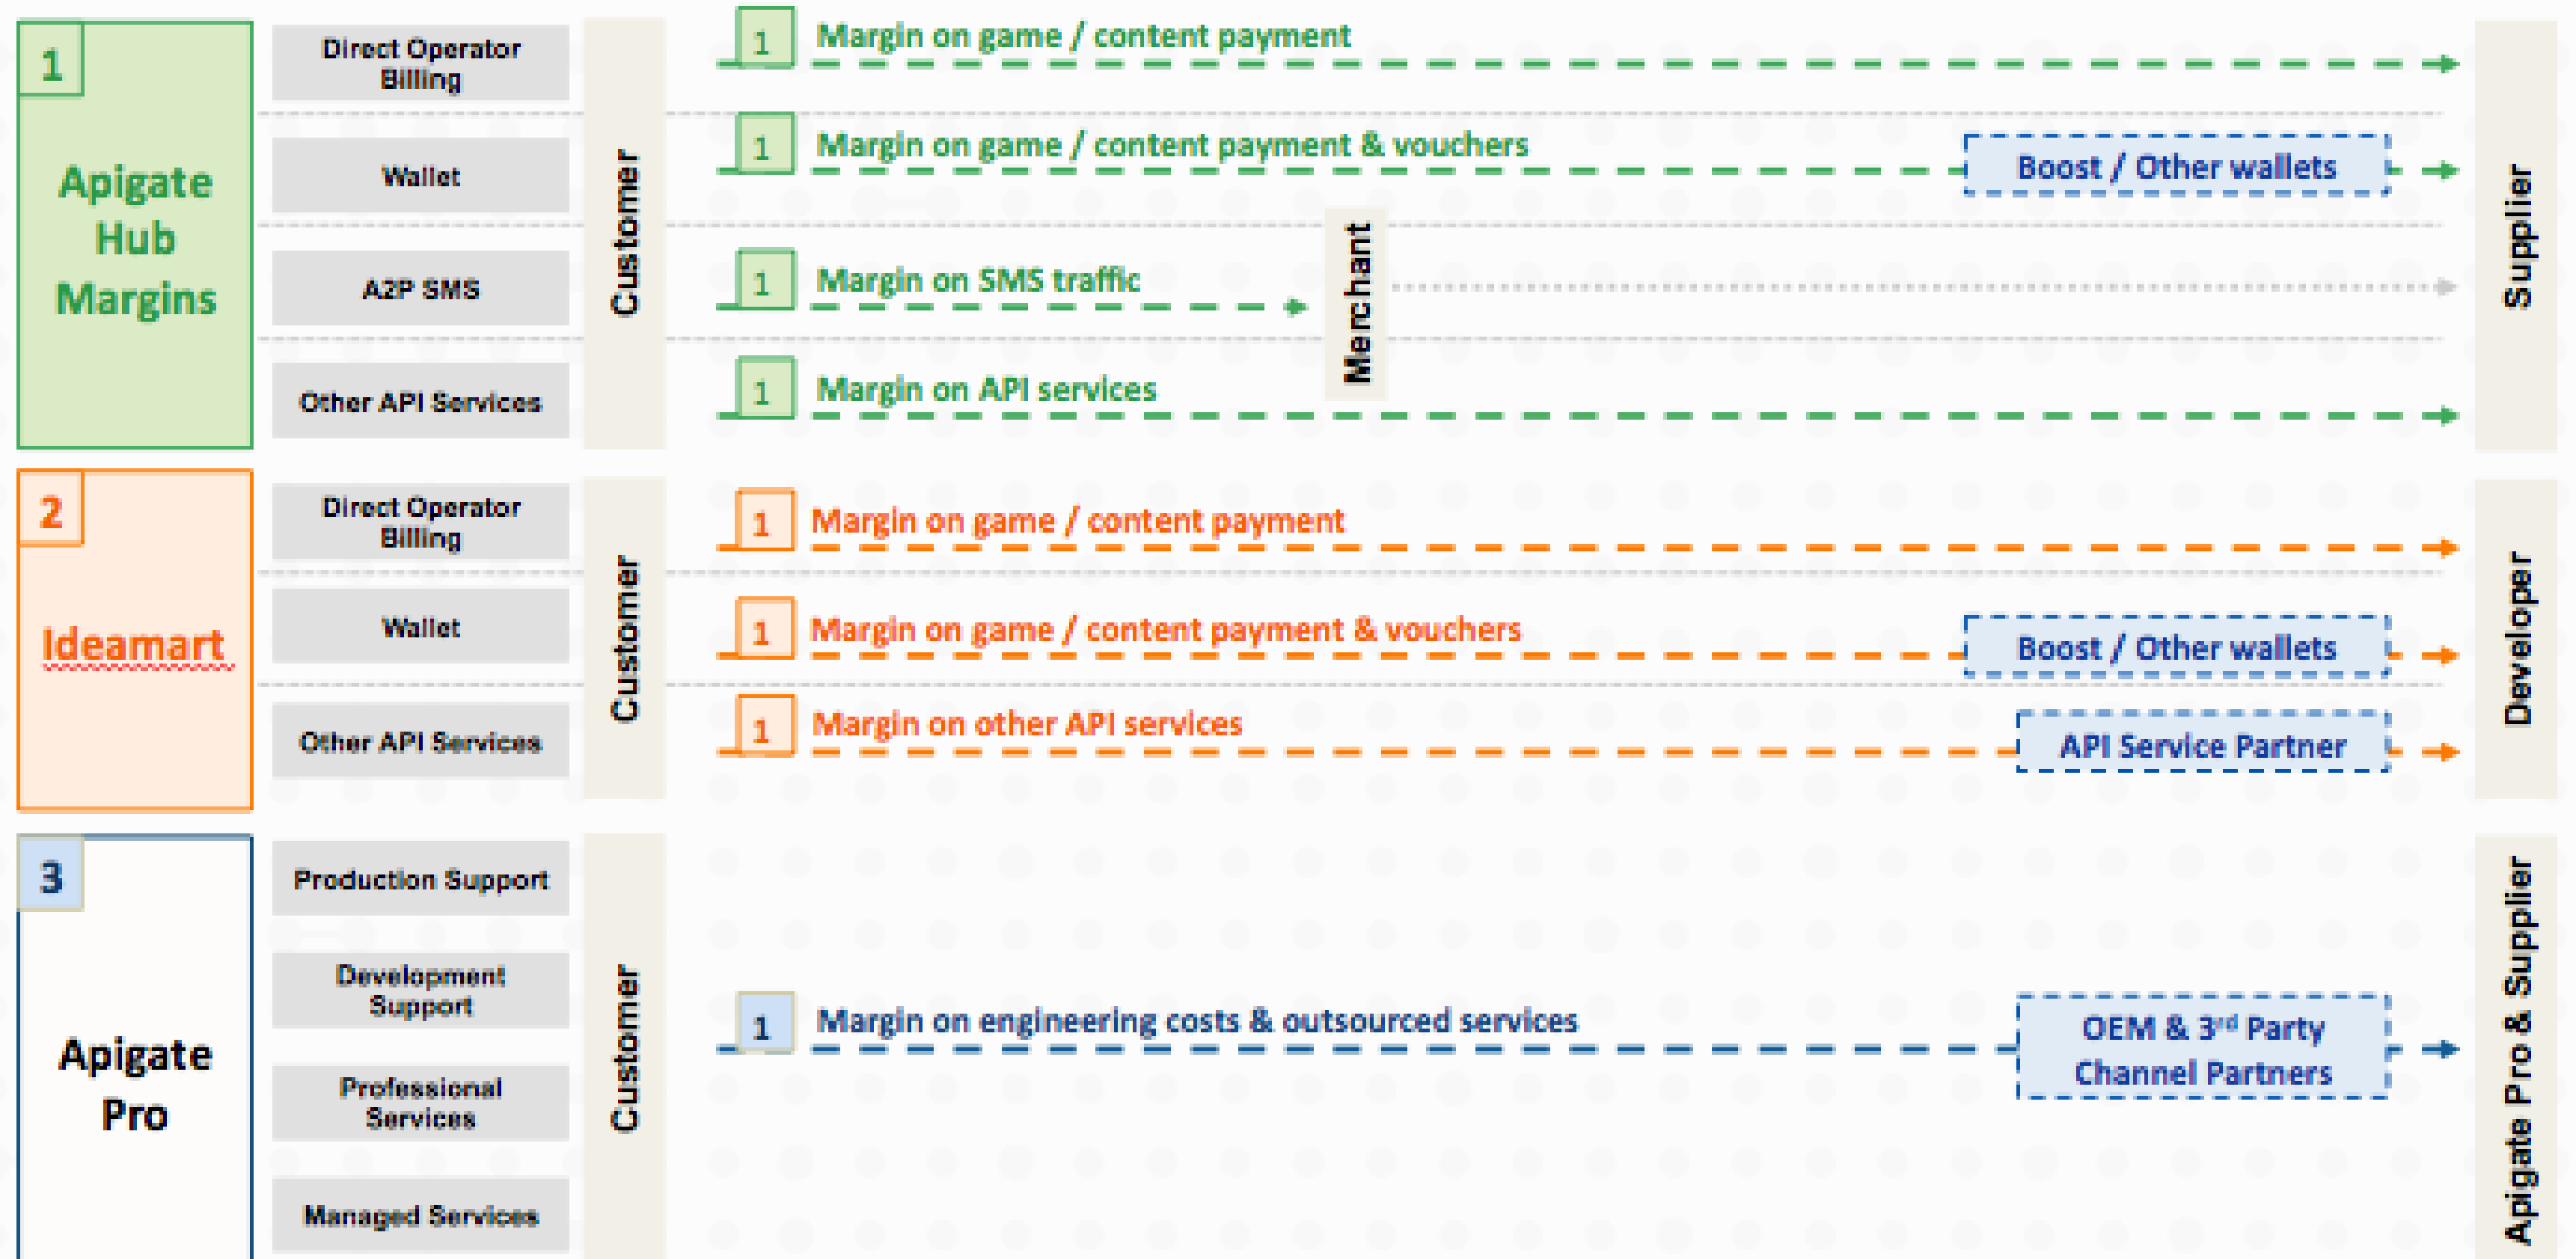 1
Apigate
Hub
Margins
Direct Operator
Billing
Wallet
A2P SMS
Other API Services
Customer
1
Margin on game / content payment
1
Margin on game / content payment & vouchers
Boost / Other wallets
1
Margin on SMS traffic
Merchant
1
Margin on API services
Supplier
2
Ideamart
Direct Operator
Billing
Wallet
Other API Services
Customer
1
Margin on game / content payment
1
Margin on game / content payment & vouchers
Boost / Other wallets
1
Margin on other API services
API Service Partner
Developer
3
Apigate
Pro
Production Support
Development
Support
Professional
Services
Managed Services
Customer
1
Margin on engineering costs & outsourced services
OEM & 3rd Party
Channel Partners
Apigate Pro & Supplier